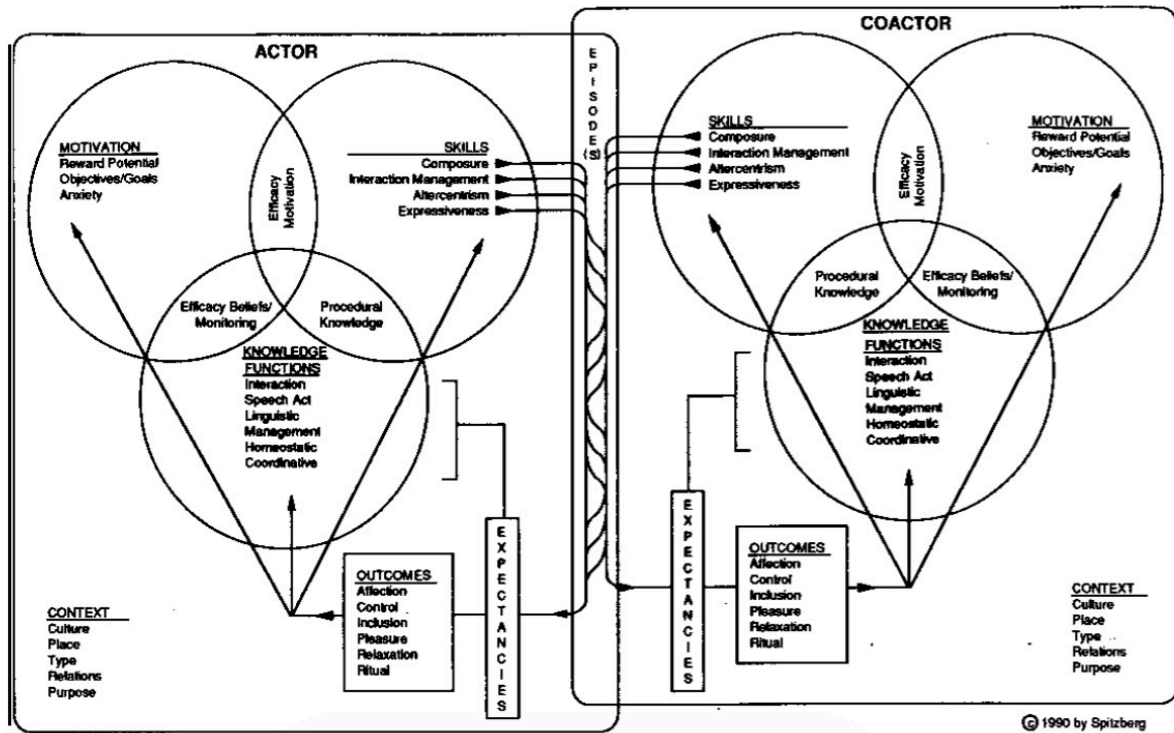 ACTOR
MOTIVATION
Reward Potential
Objectives/Goals
Anxiety
Efficacy
Motivation
SKILLS
Composure
Interaction Management
Altercentrism
Expressiveness
Efficacy Beliefs/
Monitoring
Procedural
Knowledge
KNOWLEDGE
FUNCTIONS
Interaction
Speech Act
Linguistic
Management
Homeostatic
Coordinative
EXPECTANCIES
OUTCOMES
Affection
Control
Inclusion
Pleasure
Relaxation
Ritual
CONTEXT
Culture
Place
Type
Relations
Purpose
EPISODE(S)
COACTOR
SKILLS
Composure
Interaction Management
Altercentrism
Expressiveness
Efficacy
Motivation
MOTIVATION
Reward Potential
Objectives/Goals
Anxiety
Procedural
Knowledge
Efficacy Beliefs/
Monitoring
KNOWLEDGE
FUNCTIONS
Interaction
Speech Act
Linguistic
Management
Homeostatic
Coordinative
EXPECTANCIES
OUTCOMES
Affection
Control
Inclusion
Pleasure
Relaxation
Ritual
CONTEXT
Culture
Place
Type
Relations
Purpose
© 1990 by Spitzberg